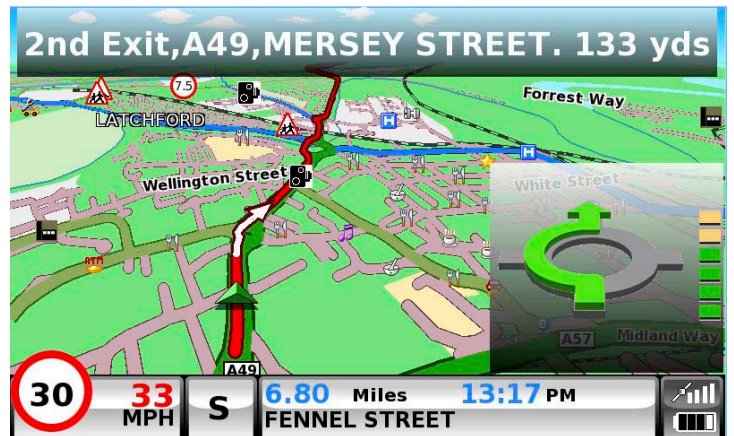 2nd Exit,A49,MERSEY STREET. 133 yds
7.5
Forrest Way
LATCHFORD
H
H
Wellington Street
White Street
ATM
A57 Midland Way
A49
30
33
MPH
S
6.80 Miles 13:17 PM
FENNEL STREET